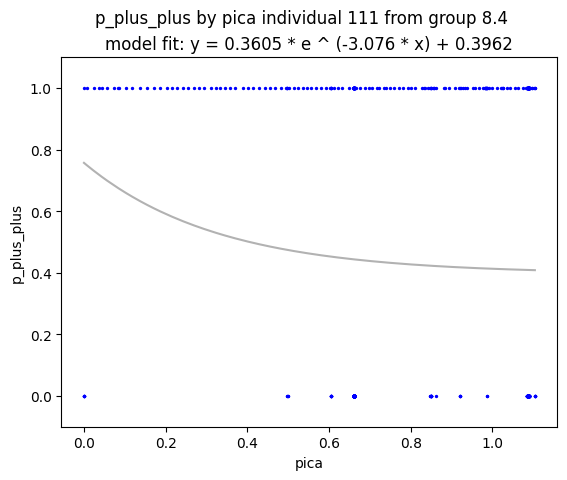 p_plus_plus by pica individual 111 from group 8.4
model fit: y = 0.3605 * e ^ (-3.076 * x) + 0.3962
1.0
0.8
0.6
0.4
0.2
0.0
p_plus_plus
0.0 0.2 0.4 0.6 0.8 1.0
pica